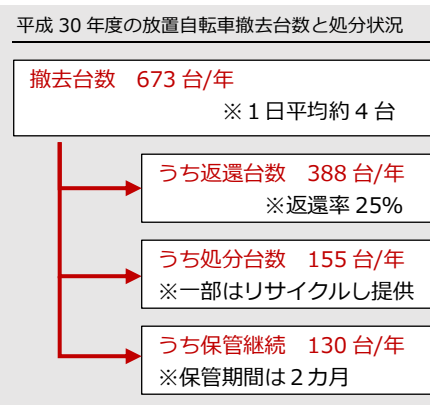 平成 30 年度の放置自転車撤去台数と処分状況
撤去台数　673 台/年
※１日平均約４台
うち返還台数　388 台/年
※返還率 25%
うち処分台数　155 台/年
※一部はリサイクルし提供
うち保管継続　130 台/年
※保管期間は２カ月